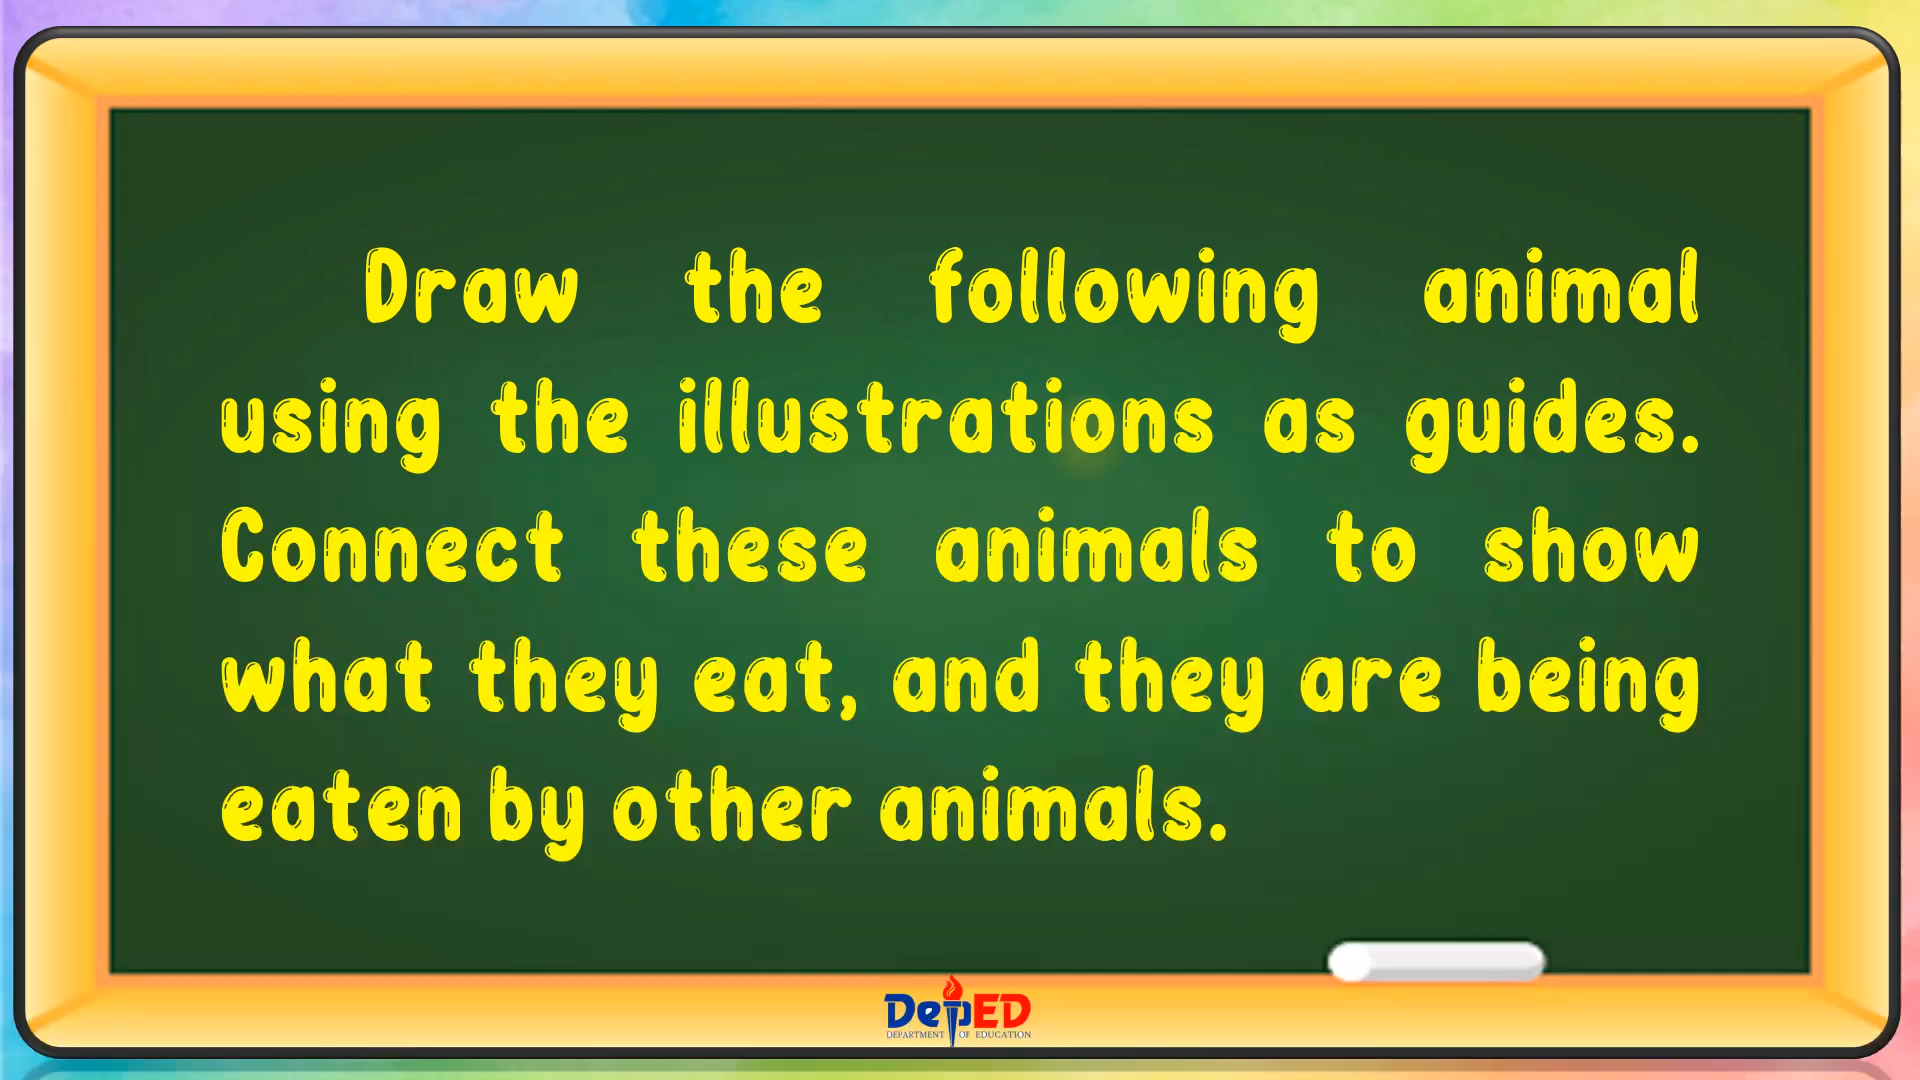 Draw the following animal
using the illustrations as guides.
Connect these animals to show
what they eat, and they are being
eaten by other animals.
DepED
DEPARTMENT OF EDUCATION